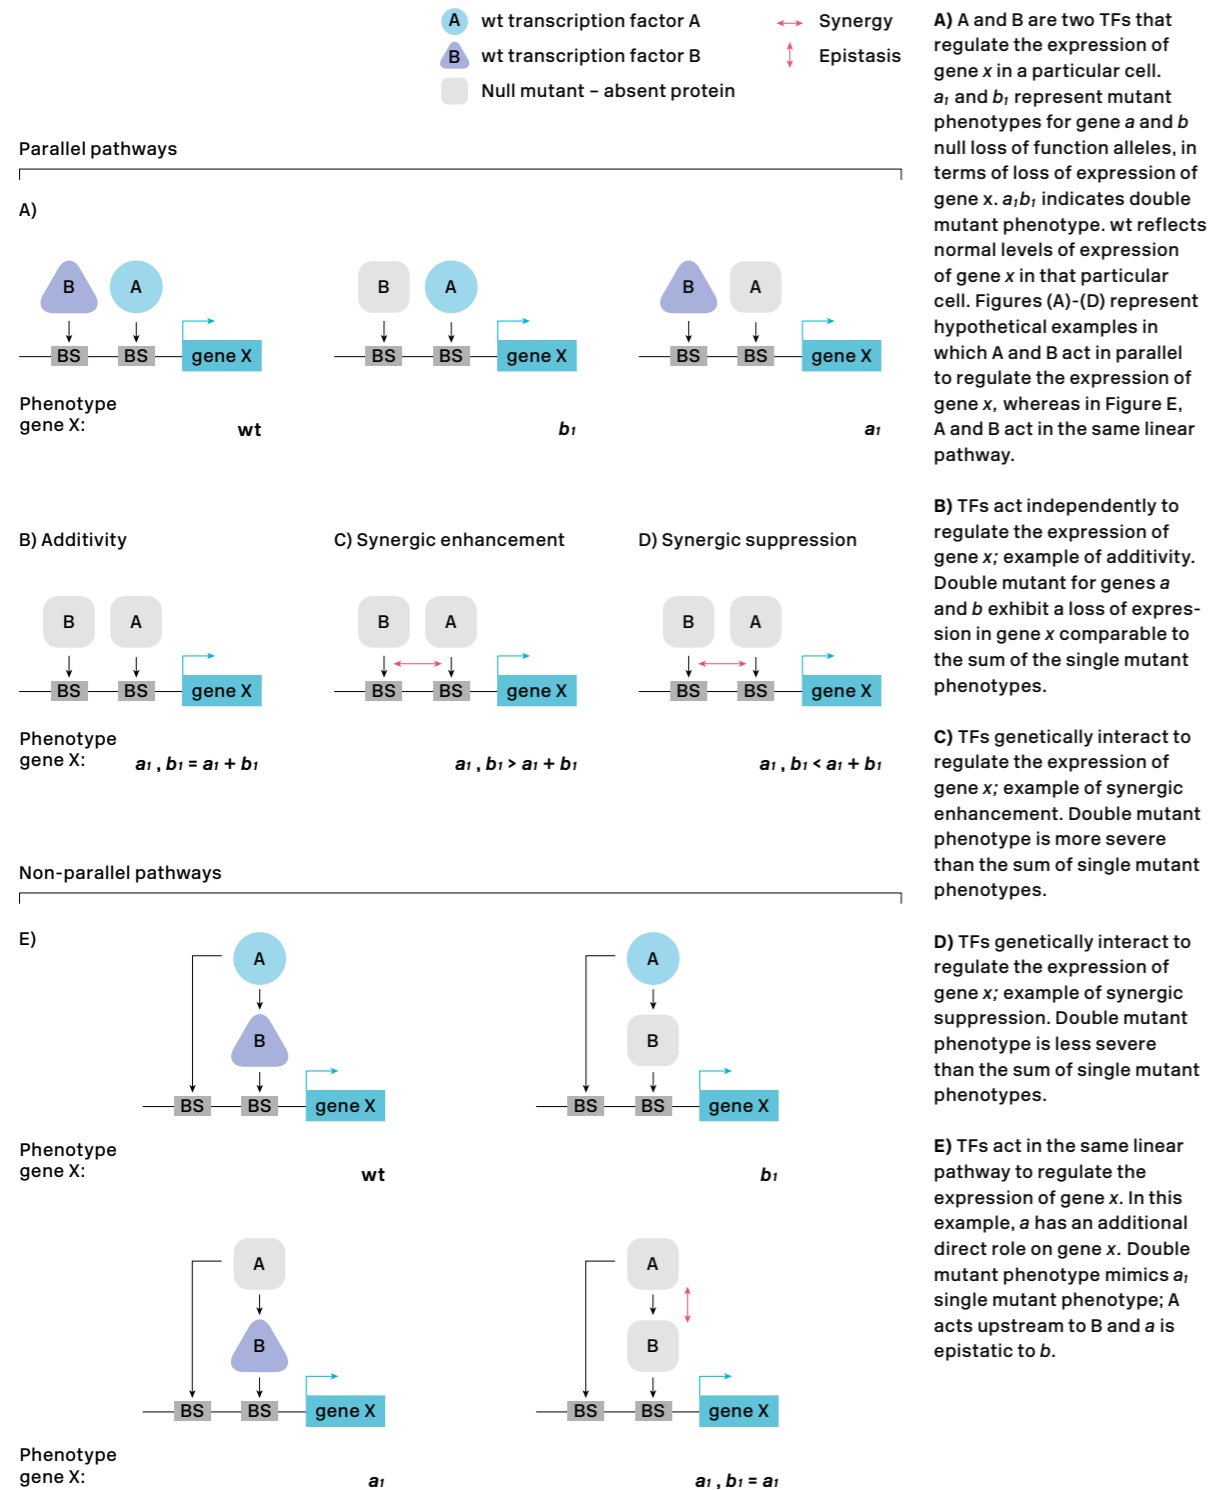 A wt transcription factor A
B wt transcription factor B
Null mutant – absent protein
Synergy
Epistasis
Parallel pathways
A)
B A
BS BS gene X
Phenotype
gene X:
wt
B A
BS BS gene X
b₁
B A
BS BS gene X
a₁
B) Additivity
B A
BS BS gene X
Phenotype
gene X:
a₁ , b₁ = a₁ + b₁
C) Synergic enhancement
B A
BS BS gene X
a₁ , b₁ > a₁ + b₁
D) Synergic suppression
B A
BS BS gene X
a₁ , b₁ < a₁ + b₁
Non-parallel pathways
E)
A
B
BS BS gene X
Phenotype
gene X:
wt
A
B
BS BS gene X
b₁
A
B
BS BS gene X
Phenotype
gene X:
a₁
A
B
BS BS gene X
a₁ , b₁ = a₁
A) A and B are two TFs that
regulate the expression of
gene x in a particular cell.
a₁ and b₁ represent mutant
phenotypes for gene a and b
null loss of function alleles, in
terms of loss of expression of
gene x. a₁b₁ indicates double
mutant phenotype. wt reflects
normal levels of expression
of gene x in that particular
cell. Figures (A)-(D) represent
hypothetical examples in
which A and B act in parallel
to regulate the expression of
gene x, whereas in Figure E,
A and B act in the same linear
pathway.
B) TFs act independently to
regulate the expression of
gene x; example of additivity.
Double mutant for genes a
and b exhibit a loss of expres-
sion in gene x comparable to
the sum of the single mutant
phenotypes.
C) TFs genetically interact to
regulate the expression of
gene x; example of synergic
enhancement. Double mutant
phenotype is more severe
than the sum of single mutant
phenotypes.
D) TFs genetically interact to
regulate the expression of
gene x; example of synergic
suppression. Double mutant
phenotype is less severe
than the sum of single mutant
phenotypes.
E) TFs act in the same linear
pathway to regulate the
expression of gene x. In this
example, a has an additional
direct role on gene x. Double
mutant phenotype mimics a₁
single mutant phenotype; A
acts upstream to B and a is
epistatic to b.